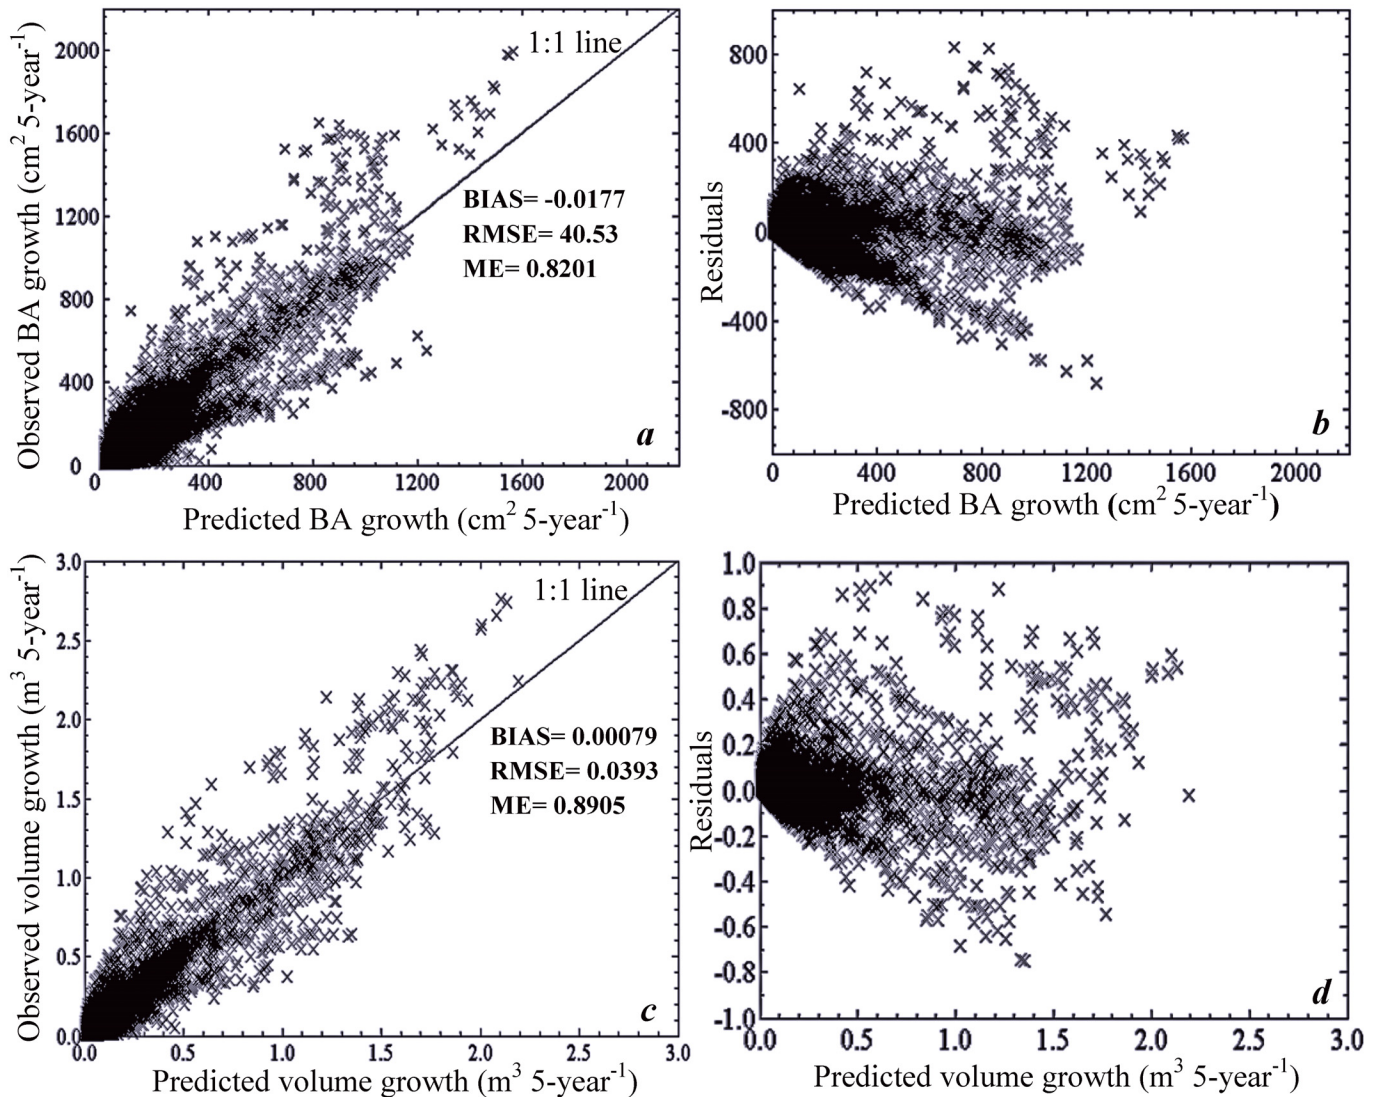 Observed BA growth (cm² 5-year⁻¹)
2000
1600
1200
800
400
0
1:1 line
BIAS= -0.0177
RMSE= 40.53
ME= 0.8201
a
0 400 800 1200 1600 2000
Predicted BA growth (cm² 5-year⁻¹)
Residuals
800
400
0
-400
-800
b
0 400 800 1200 1600 2000
Predicted BA growth (cm² 5-year⁻¹)
Observed volume growth (m³ 5-year⁻¹)
3.0
2.5
2.0
1.5
1.0
0.5
0.0
1:1 line
BIAS= 0.00079
RMSE= 0.0393
ME= 0.8905
c
0.0 0.5 1.0 1.5 2.0 2.5 3.0
Predicted volume growth (m³ 5-year⁻¹)
Residuals
1.0
0.8
0.6
0.4
0.2
0.0
-0.2
-0.4
-0.6
-0.8
-1.0
d
0.0 0.5 1.0 1.5 2.0 2.5 3.0
Predicted volume growth (m³ 5-year⁻¹)